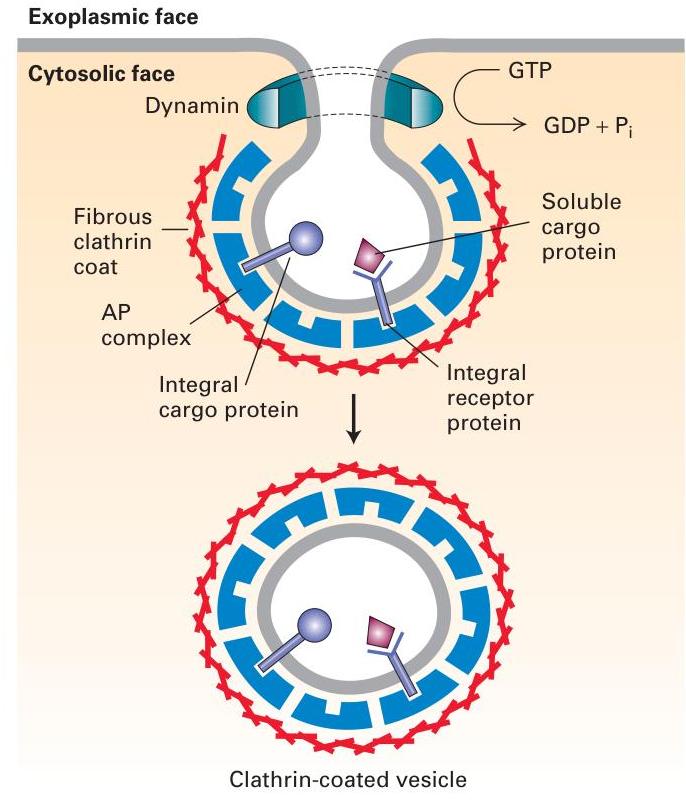 Exoplasmic face
Cytosolic face
Dynamin
GTP
GDP + Pi
Fibrous
clathrin
coat
Soluble
cargo
protein
AP
complex
Integral
cargo protein
Integral
receptor
protein
Clathrin-coated vesicle